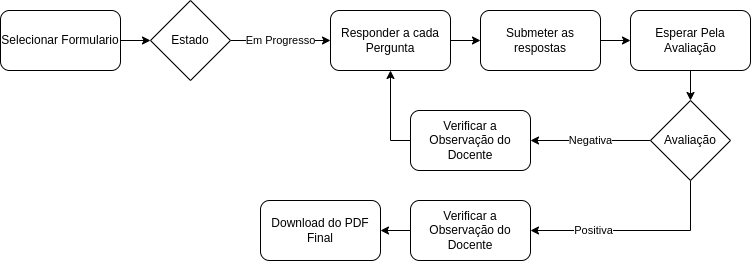 Selecionar Formulario
Estado
Em Progresso
Responder a cada
Pergunta
Submeter as
respostas
Esperar Pela
Avaliação
Avaliação
Negativa
Verificar a
Observação do
Docente
Positiva
Verificar a
Observação do
Docente
Download do PDF
Final